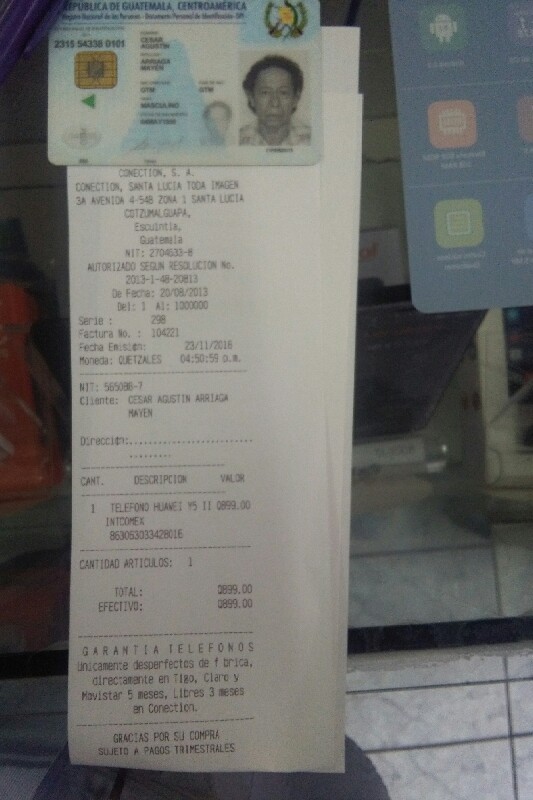 REPÚBLICA DE GUATEMALA, CENTROAMÉRICA
Registro Nacional de las Personas - Documento Personal de Identificación - DPI
2315 54338 0101
CESAR
AGUSTIN
ARRIAGA
MAYEN
GTM
GTM
MASCULINO
CONECTION, S. A.
CONECTION, SANTA LUCIA TODA IMAGEN
3A AVENIDA 4-548 ZONA 1 SANTA LUCIA
COTZUMALGUAPA,
Escuintla,
Guatemala
NIT: 2704533-8
AUTORIZADO SEGUN RESOLUCION No.
2013-1-48-20813
De Fecha: 20/08/2013
Del: 1 Al: 1000000
Serie : 298
Factura No. : 104221
Fecha Emisión: 23/11/2016
Moneda: QUETZALES 04:50:59 p.m.
NIT: 565088-7
Cliente: CESAR AGUSTIN ARRIAGA
MAYEN
Dirección:............................
.........
CANT. DESCRIPCION VALOR
1 TELEFONO HUAWEI Y5 II Q899.00
INTCOMEX
863053033428016
CANTIDAD ARTICULOS: 1
TOTAL: Q899.00
EFECTIVO: Q899.00
GARANTIA TELEFONOS
Unicamente desperfectos de f brica,
directamente en Tigo, Claro y
Movistar 5 meses, Libres 3 meses
en Conection.
GRACIAS POR SU COMPRA
SUJETO A PAGOS TRIMESTRALES